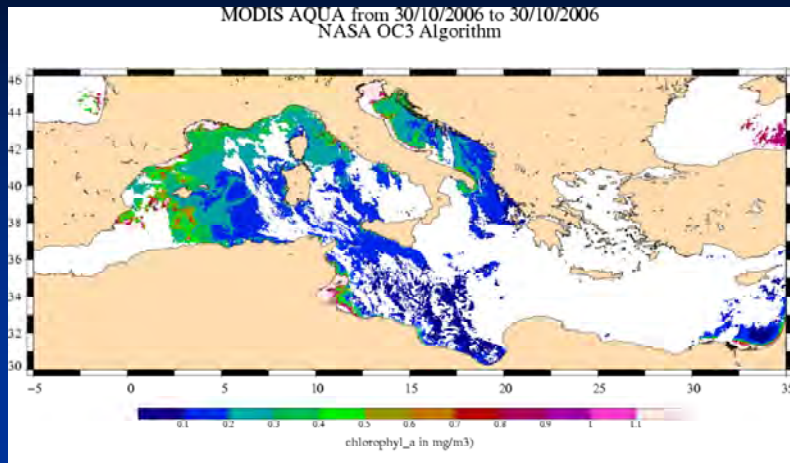 MODIS AQUA from 30/10/2006 to 30/10/2006
NASA OC3 Algorithm
46
44
42
40
38
36
34
32
30
−5 0 5 10 15 20 25 30 35
0.1 0.2 0.3 0.4 0.5 0.6 0.7 0.8 0.9 1 1.1
chlorophyl_a in mg/m3)